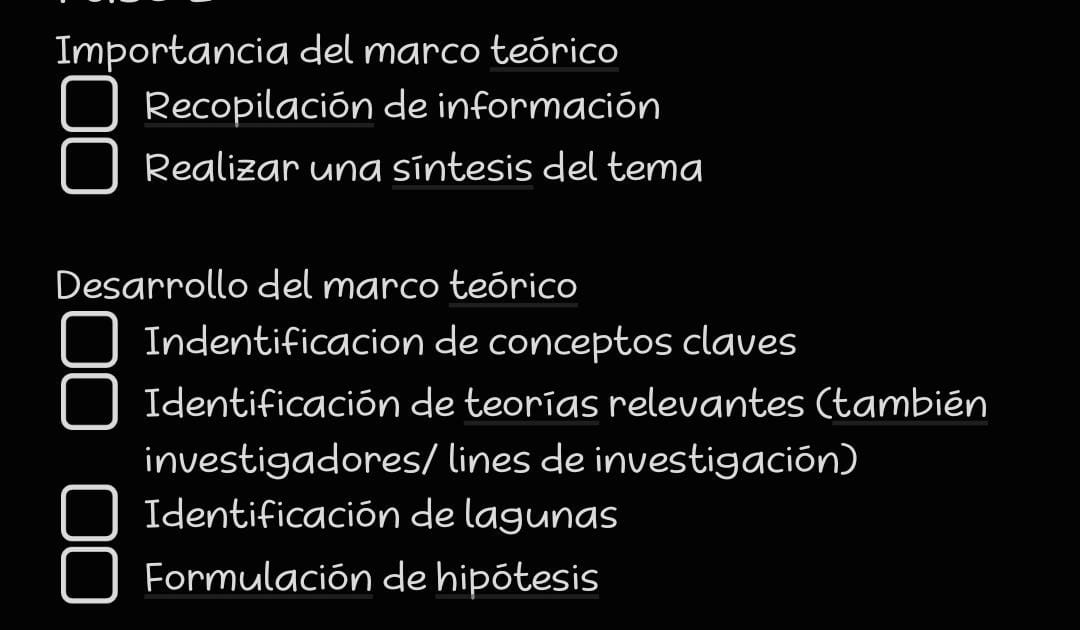 Importancia del marco teórico
Recopilación de información
Realizar una síntesis del tema
Desarrollo del marco teórico
Indentificacion de conceptos claves
Identificación de teorías relevantes (también
investigadores/ lines de investigación)
Identificación de lagunas
Formulación de hipótesis